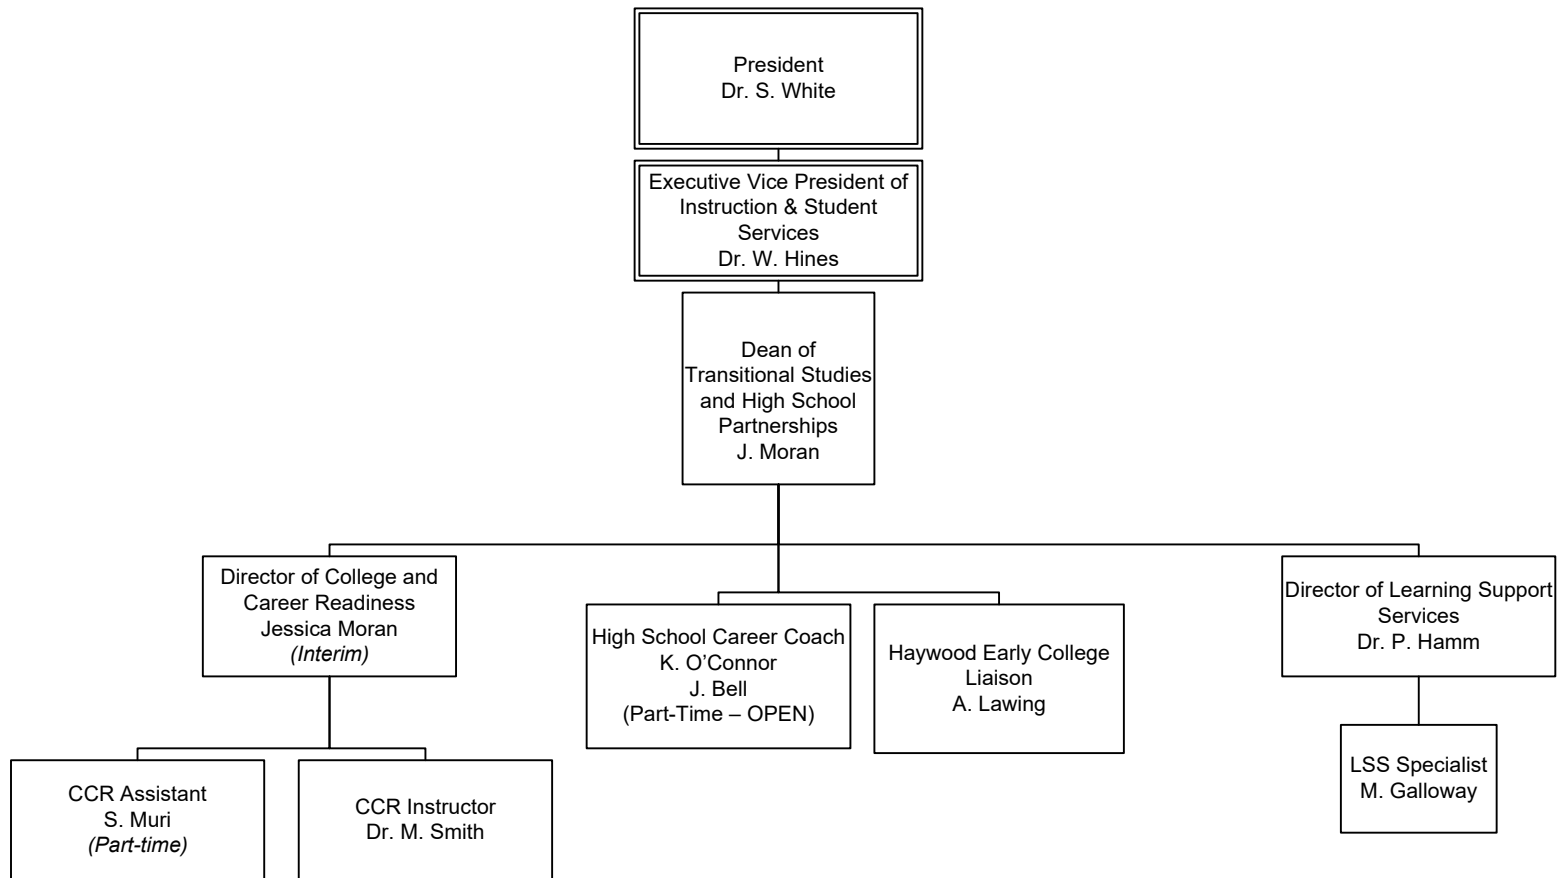 President
Dr. S. White
Executive Vice President of
Instruction & Student
Services
Dr. W. Hines
Dean of
Transitional Studies
and High School
Partnerships
J. Moran
Director of College and
Career Readiness
Jessica Moran
(Interim)
High School Career Coach
K. O’Connor
J. Bell
(Part-Time – OPEN)
Haywood Early College
Liaison
A. Lawing
Director of Learning Support
Services
Dr. P. Hamm
CCR Assistant
S. Muri
(Part-time)
CCR Instructor
Dr. M. Smith
LSS Specialist
M. Galloway